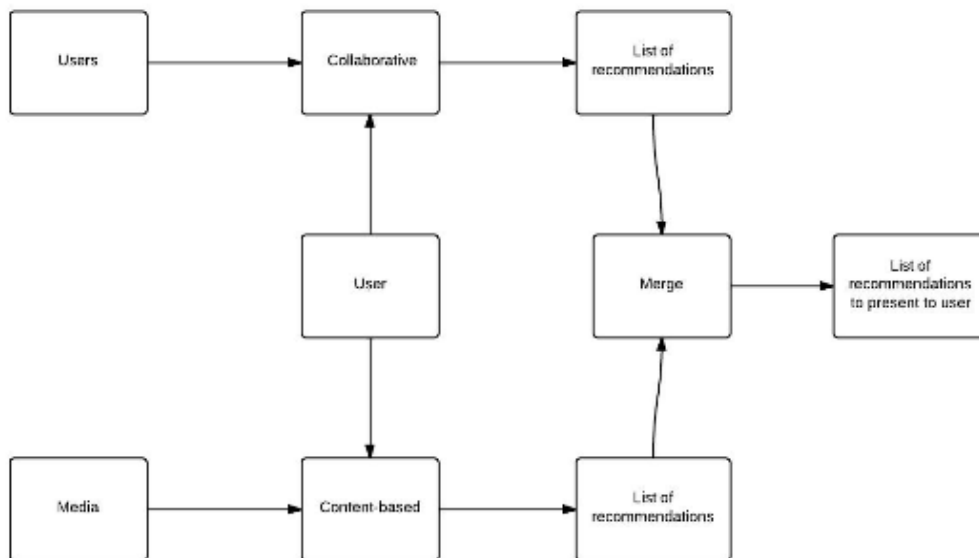 Users
Collaborative
List of
recommendations
User
Merge
List of
recommendations
to present to user
Media
Content-based
List of
recommendations